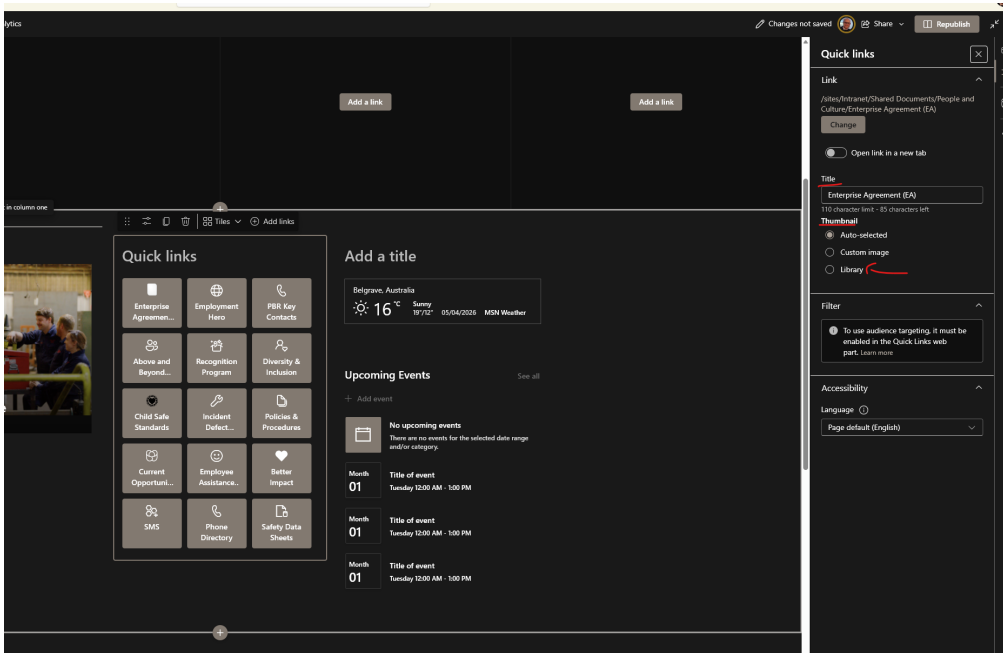 lytics
Changes not saved
Share
Republish
Add a link
Add a link
t in column one
Tiles
Add links
Quick links
Enterprise
Agreemen...
Employment
Hero
PBR Key
Contacts
Above and
Beyond...
Recognition
Program
Diversity &
Inclusion
Child Safe
Standards
Incident
Defect...
Policies &
Procedures
Current
Opportuni...
Employee
Assistance..
Better
Impact
SMS
Phone
Directory
Safety Data
Sheets
Add a title
Belgrave, Australia
16 °C
Sunny
19°/12° 05/04/2026 MSN Weather
Upcoming Events
See all
Add event
No upcoming events
There are no events for the selected date range
and/or category.
Month
01
Title of event
Tuesday 12:00 AM - 1:00 PM
Month
01
Title of event
Tuesday 12:00 AM - 1:00 PM
Month
01
Title of event
Tuesday 12:00 AM - 1:00 PM
Quick links
Link
/sites/Intranet/Shared Documents/People and
Culture/Enterprise Agreement (EA)
Change
Open link in a new tab
Title
Enterprise Agreement (EA)
110 character limit - 85 characters left
Thumbnail
Auto-selected
Custom image
Library
Filter
To use audience targeting, it must be
enabled in the Quick Links web
part. Learn more
Accessibility
Language
Page default (English)